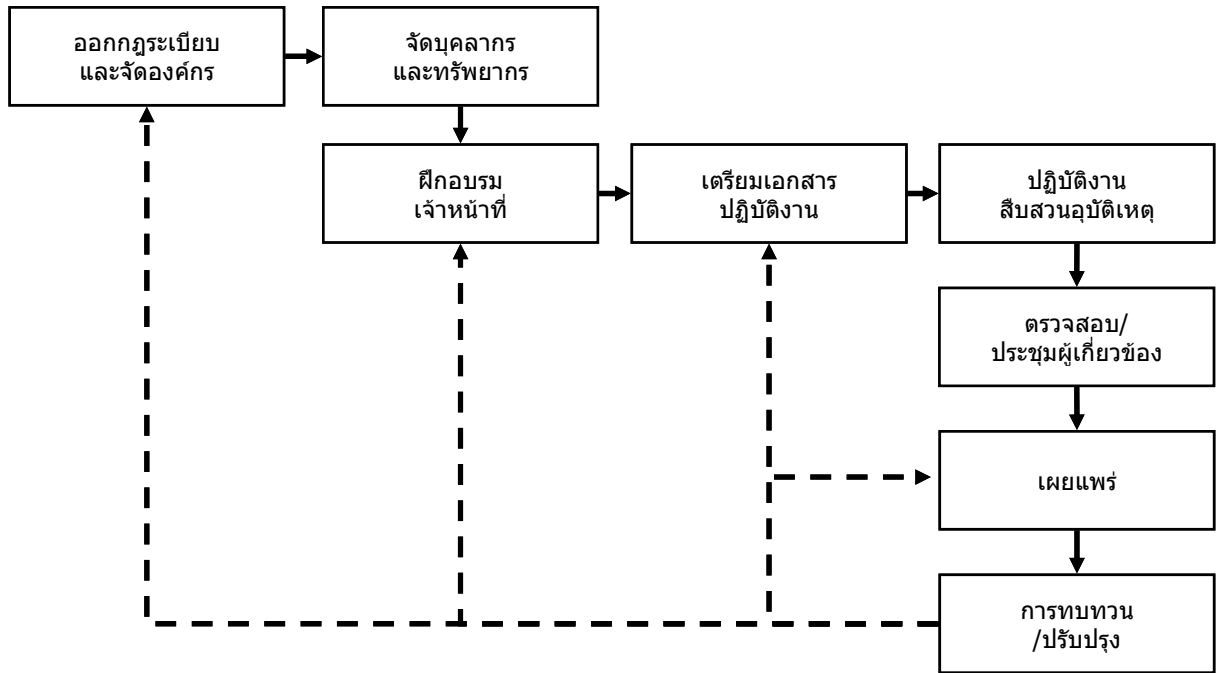 ออกกฎระเบียบ
และจัดองค์กร
จัดบุคลากร
และทรัพยากร
ฝึกอบรม
เจ้าหน้าที่
เตรียมเอกสาร
ปฏิบัติงาน
ปฏิบัติงาน
สืบสวนอุบัติเหตุ
ตรวจสอบ/
ประชุมผู้เกี่ยวข้อง
เผยแพร่
การทบทวน
/ปรับปรุง